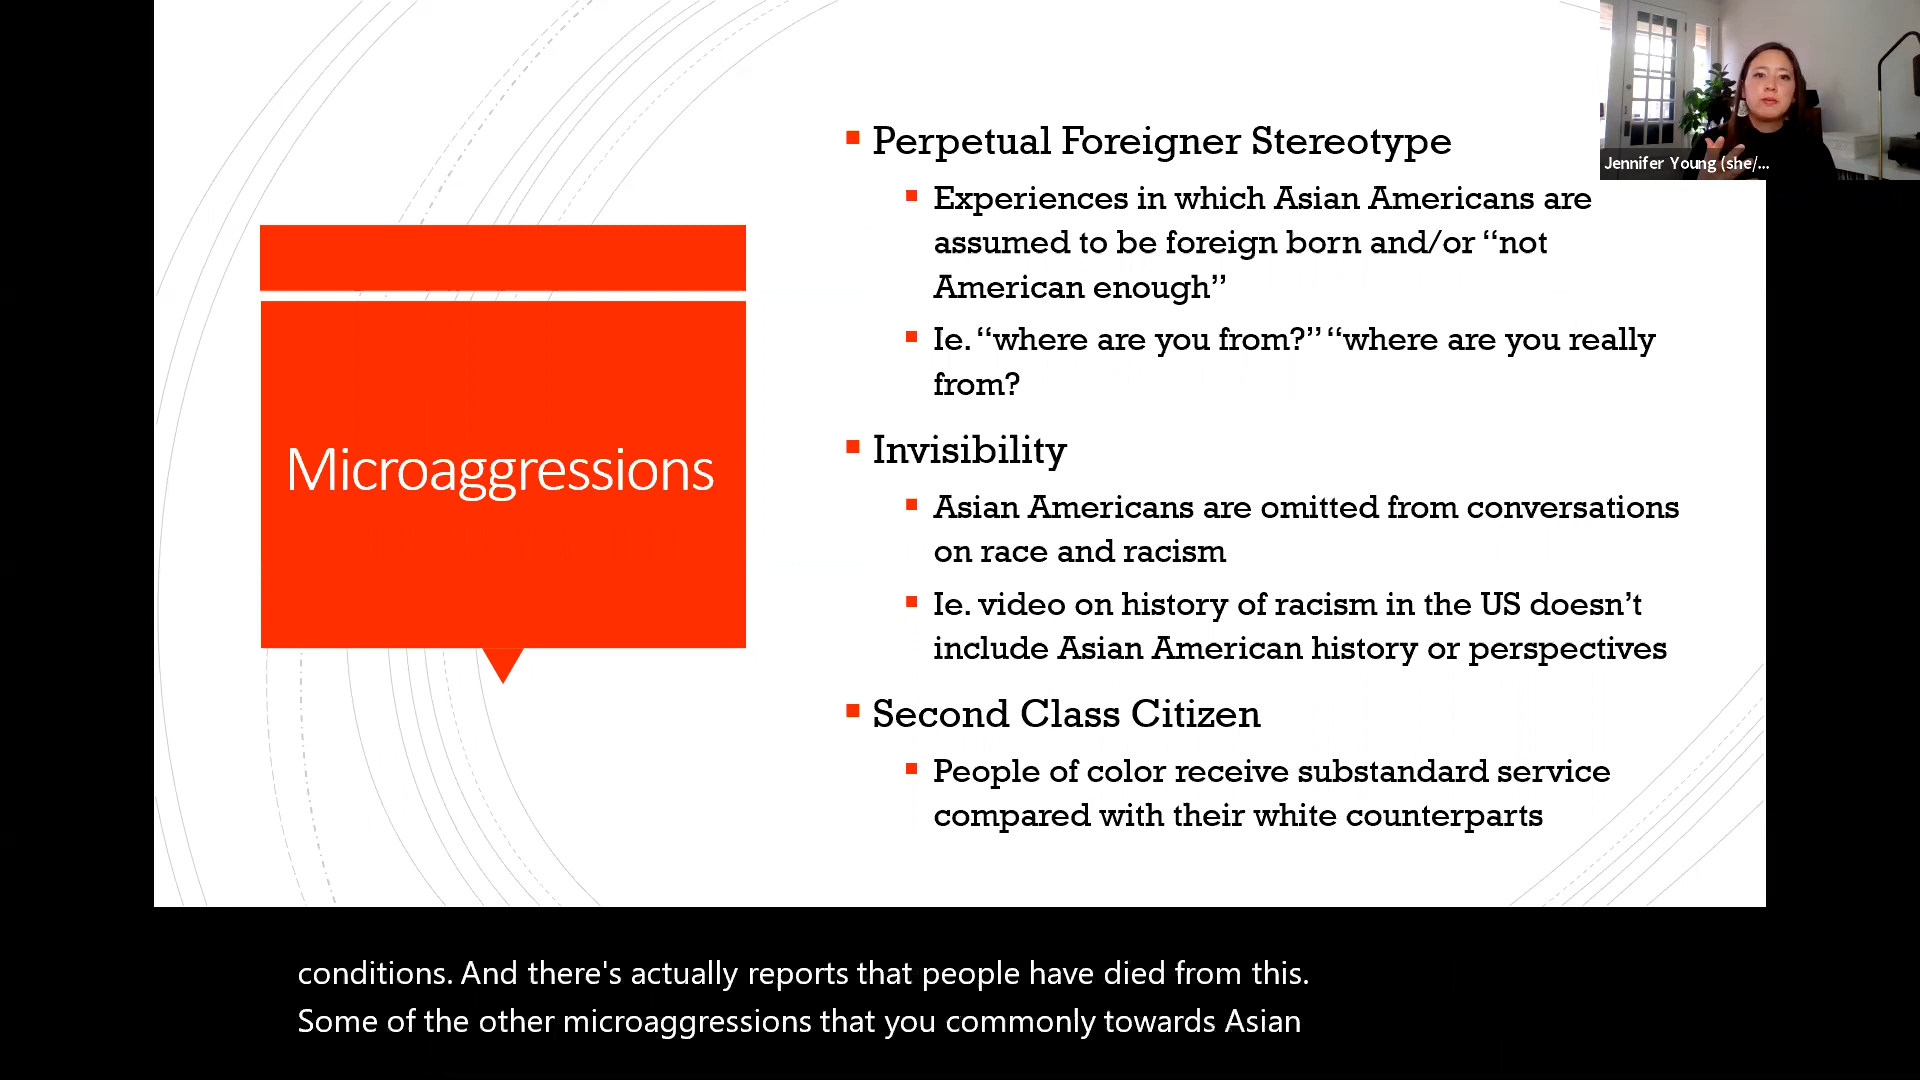 Jennifer Young (she/...
Perpetual Foreigner Stereotype
Experiences in which Asian Americans are
assumed to be foreign born and/or “not
American enough”
Ie. “where are you from?” “where are you really
from?
Invisibility
Asian Americans are omitted from conversations
on race and racism
Ie. video on history of racism in the US doesn’t
include Asian American history or perspectives
Second Class Citizen
People of color receive substandard service
compared with their white counterparts
Microaggressions
conditions. And there's actually reports that people have died from this.
Some of the other microaggressions that you commonly towards Asian